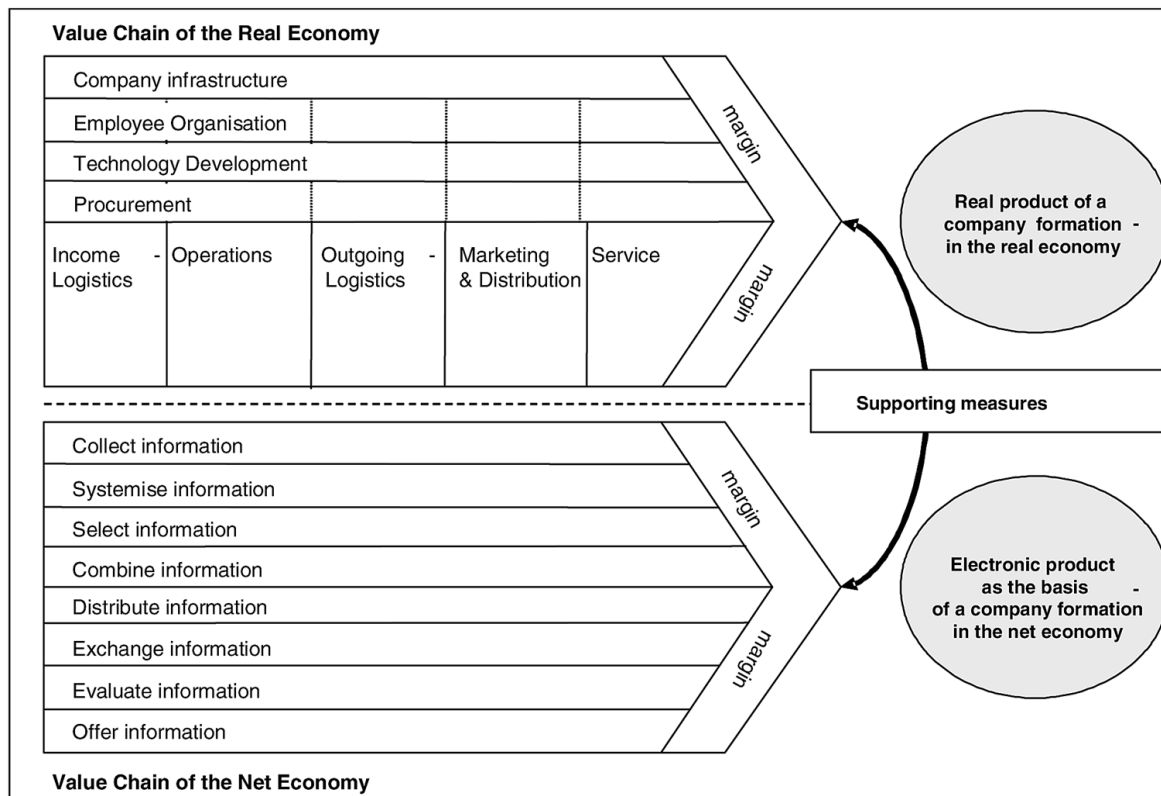 Value Chain of the Real Economy
Company infrastructure
Employee Organisation
Technology Development
Procurement
Income -
Logistics
Operations
Outgoing -
Logistics
Marketing
& Distribution
Service
margin
margin
Real product of a
company formation -
in the real economy
Supporting measures
Collect information
Systemise information
Select information
Combine information
Distribute information
Exchange information
Evaluate information
Offer information
margin
margin
Electronic product
as the basis -
of a company formation
in the net economy
Value Chain of the Net Economy